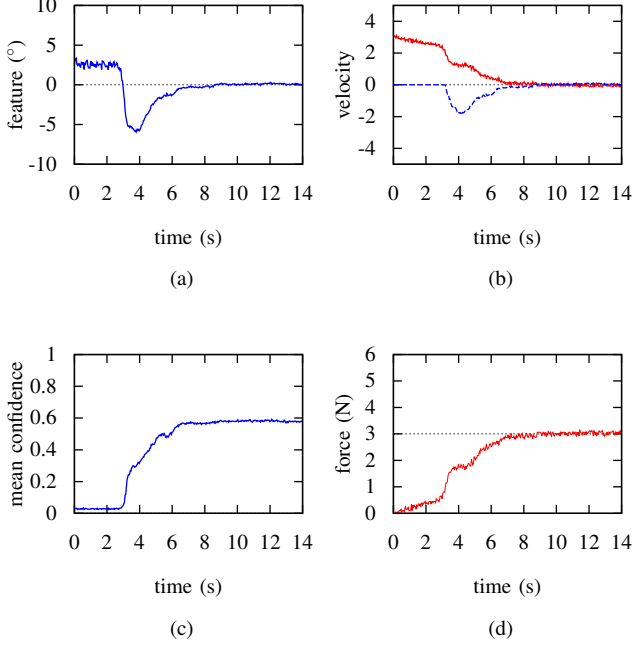 feature (°)
10
5
0
-5
-10
0 2 4 6 8 10 12 14
time (s)
(a)
velocity
4
2
0
-2
-4
0 2 4 6 8 10 12 14
time (s)
(b)
mean confidence
1
0.8
0.6
0.4
0.2
0
0 2 4 6 8 10 12 14
time (s)
(c)
force (N)
6
5
4
3
2
1
0
0 2 4 6 8 10 12 14
time (s)
(d)